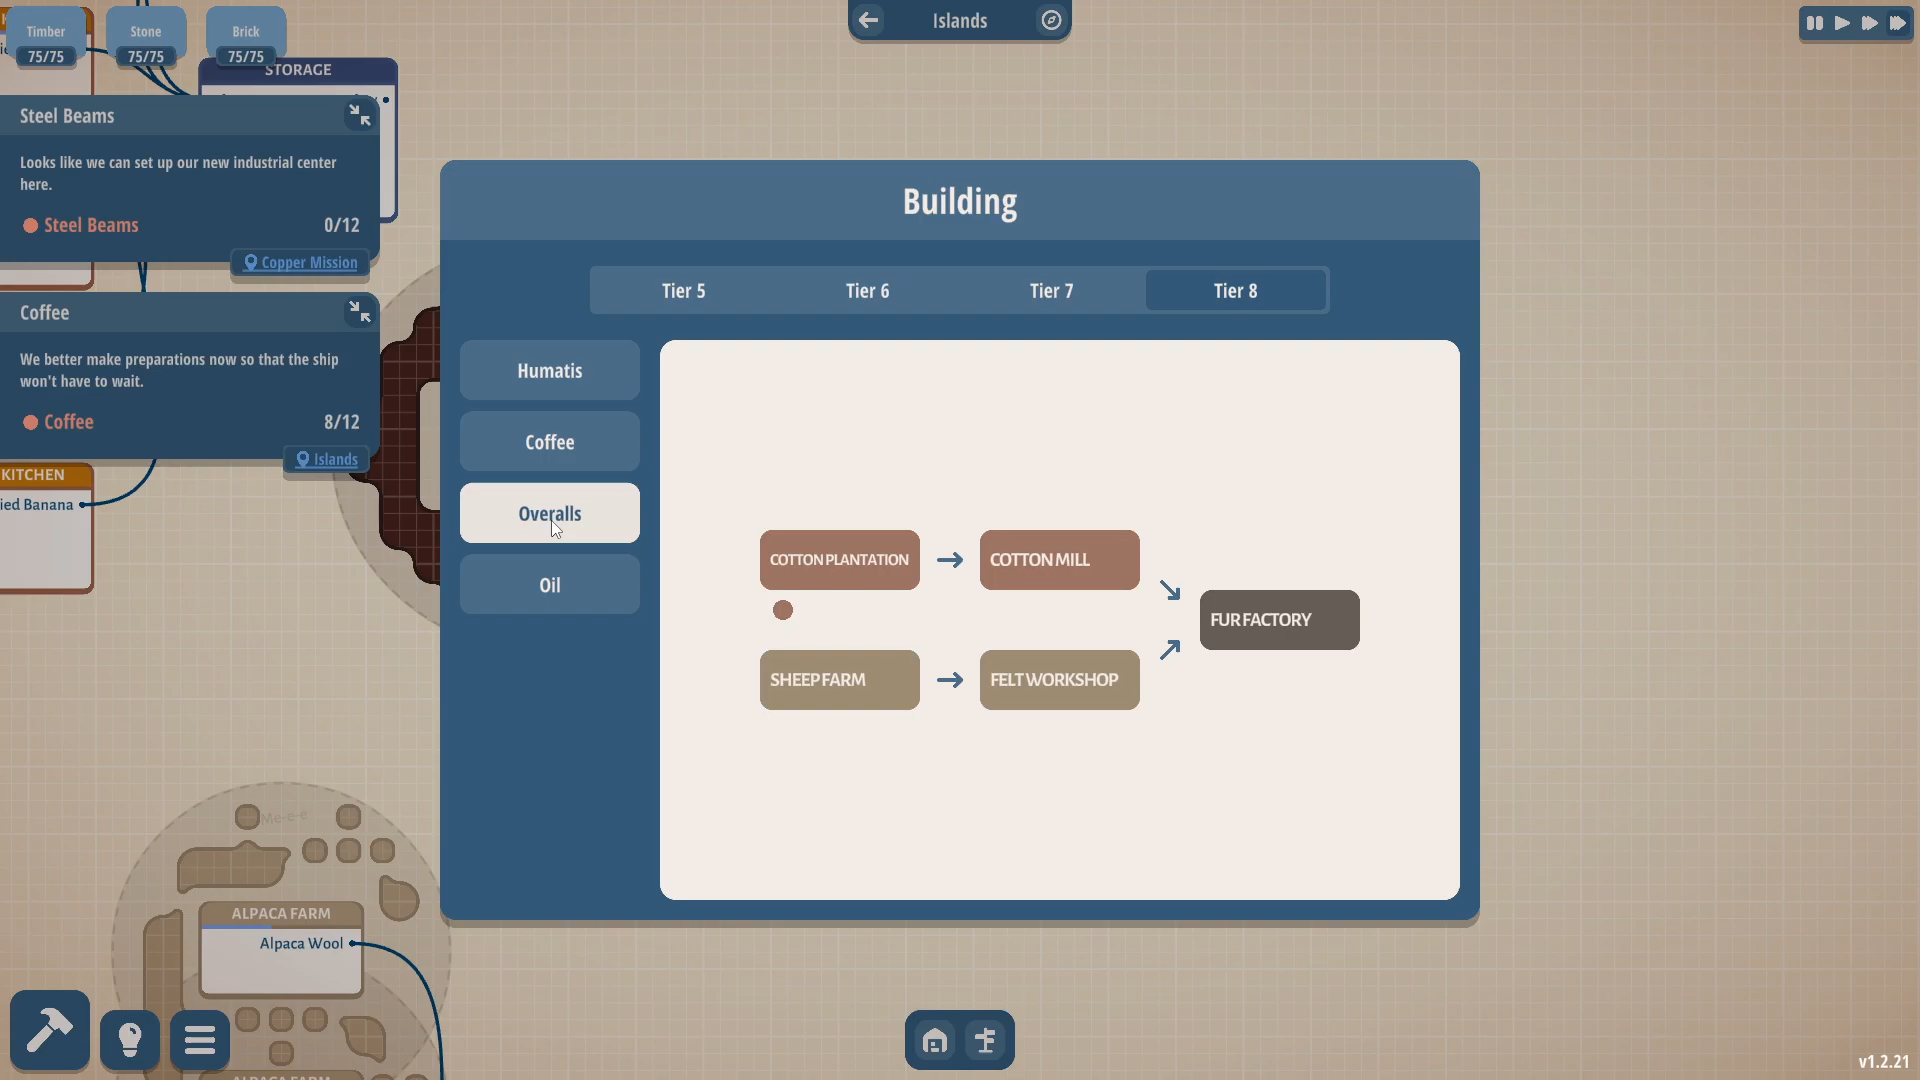 Timber
75/75
Stone
75/75
Brick
75/75
STORAGE
Steel Beams
Looks like we can set up our new industrial center
here.
Steel Beams 0/12
Copper Mission
Coffee
We better make preparations now so that the ship
won't have to wait.
Coffee 8/12
Islands
KITCHEN
ied Banana
Islands
Building
Tier 5
Tier 6
Tier 7
Tier 8
Humatis
Coffee
Overalls
Oil
COTTON PLANTATION
COTTON MILL
FUR FACTORY
SHEEP FARM
FELT WORKSHOP
Me-e-e
ALPACA FARM
Alpaca Wool
ALPACA FARM
v1.2.21